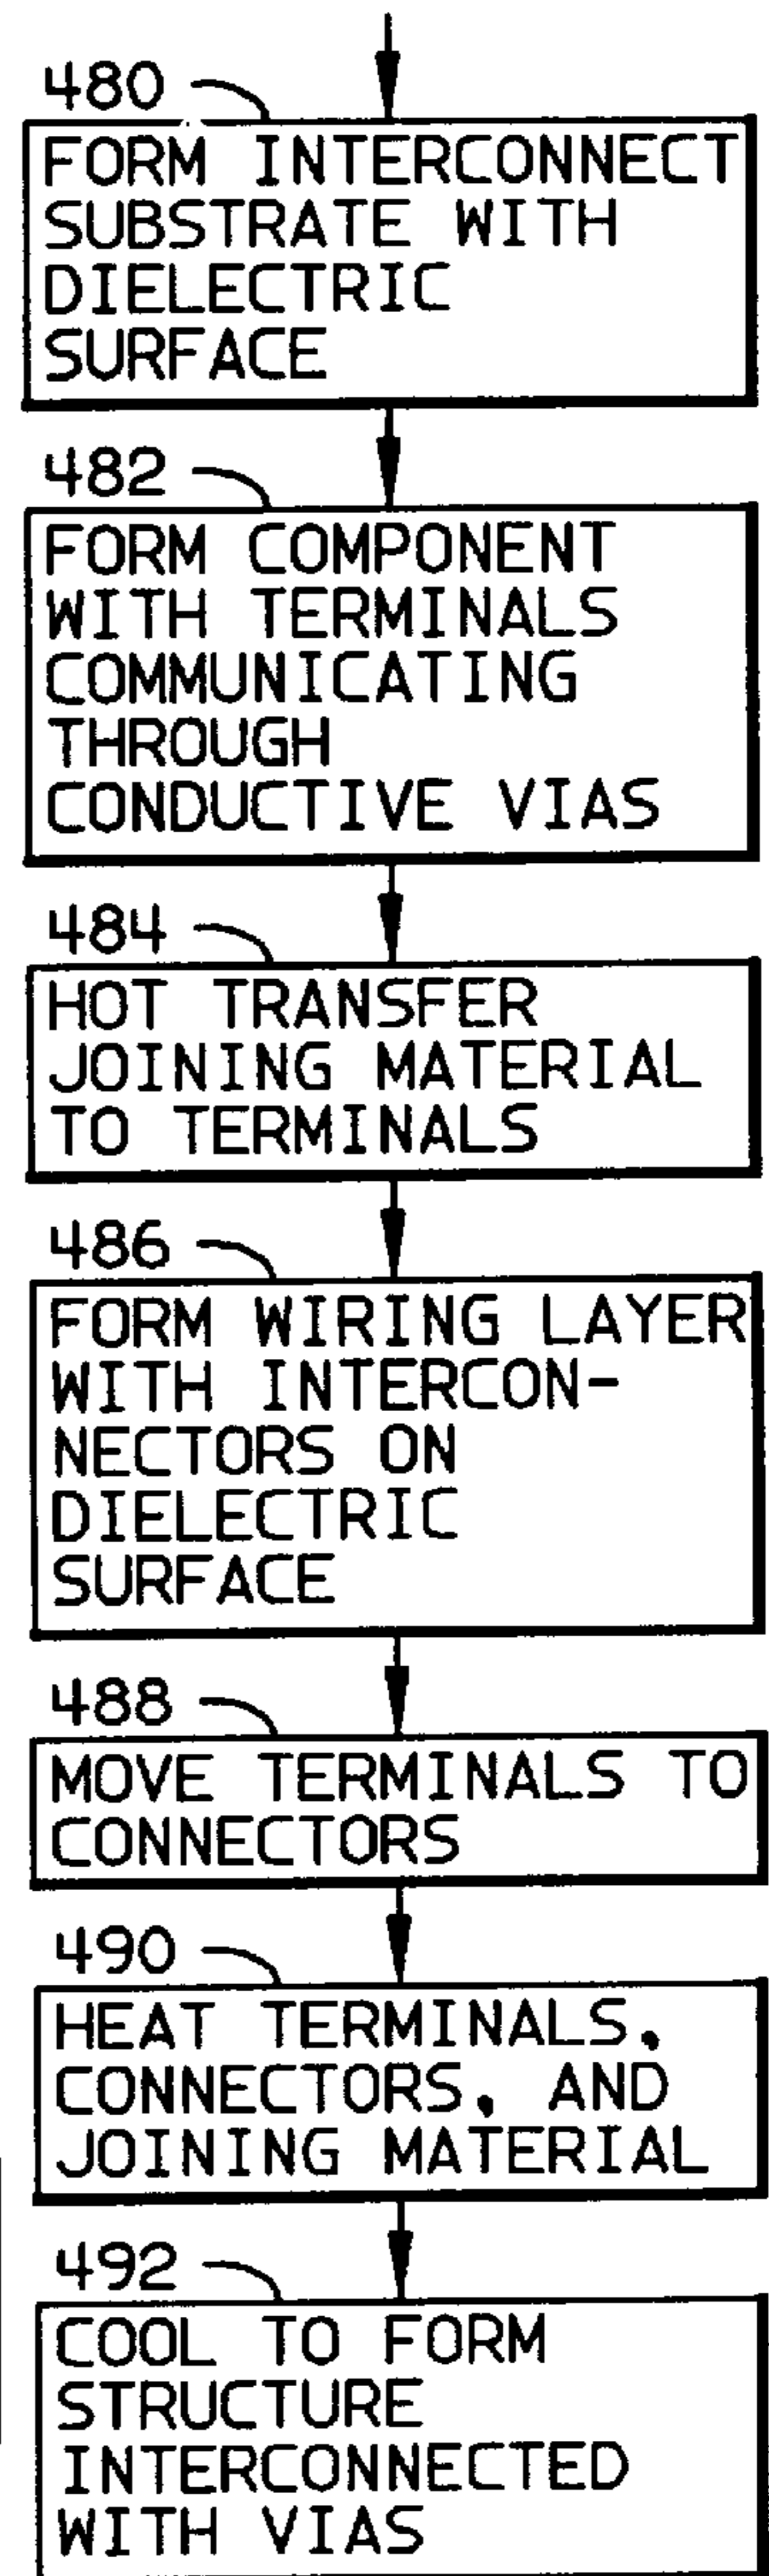 480
FORM INTERCONNECT
SUBSTRATE WITH
DIELECTRIC
SURFACE
482
FORM COMPONENT
WITH TERMINALS
COMMUNICATING
THROUGH
CONDUCTIVE VIAS
484
HOT TRANSFER
JOINING MATERIAL
TO TERMINALS
486
FORM WIRING LAYER
WITH INTERCON-
NECTORS ON
DIELECTRIC
SURFACE
488
MOVE TERMINALS TO
CONNECTORS
490
HEAT TERMINALS,
CONNECTORS, AND
JOINING MATERIAL
492
COOL TO FORM
STRUCTURE
INTERCONNECTED
WITH VIAS